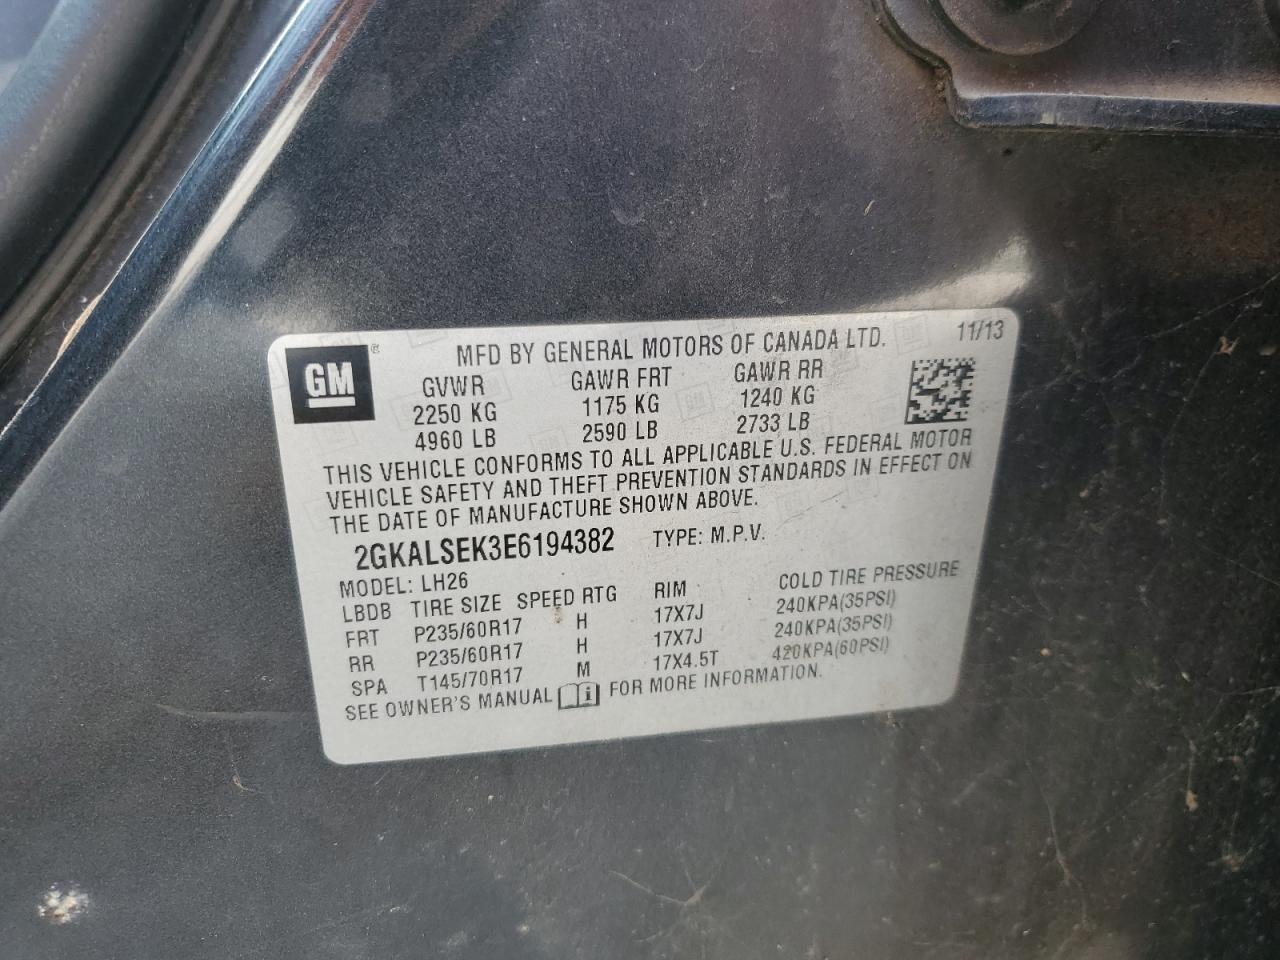 GM®
MFD BY GENERAL MOTORS OF CANADA LTD. 11/13
GVWR GAWR FRT GAWR RR
2250 KG 1175 KG 1240 KG
4960 LB 2590 LB 2733 LB
THIS VEHICLE CONFORMS TO ALL APPLICABLE U.S. FEDERAL MOTOR
VEHICLE SAFETY AND THEFT PREVENTION STANDARDS IN EFFECT ON
THE DATE OF MANUFACTURE SHOWN ABOVE.
2GKALSEK3E6194382 TYPE: M.P.V.
MODEL: LH26
LBDB TIRE SIZE SPEED RTG RIM COLD TIRE PRESSURE
FRT P235/60R17 H 17X7J 240KPA(35PSI)
RR P235/60R17 H 17X7J 240KPA(35PSI)
SPA T145/70R17 M 17X4.5T 420KPA(60PSI)
SEE OWNER'S MANUAL i FOR MORE INFORMATION.